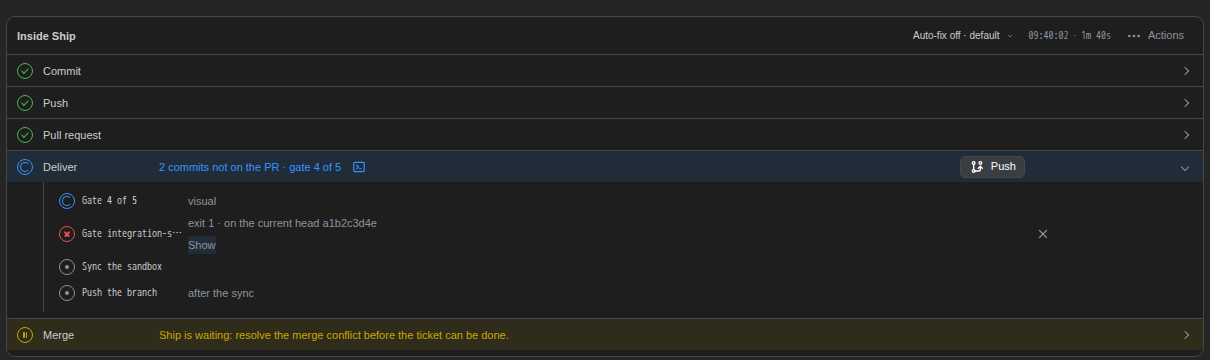 Inside Ship
Auto-fix off · default
09:40:02 · 1m 40s
Actions
Commit
Push
Pull request
Deliver
2 commits not on the PR · gate 4 of 5
Push
Gate 4 of 5
visual
Gate integration-s…
exit 1 · on the current head a1b2c3d4e
Show
Sync the sandbox
Push the branch
after the sync
Merge
Ship is waiting: resolve the merge conflict before the ticket can be done.